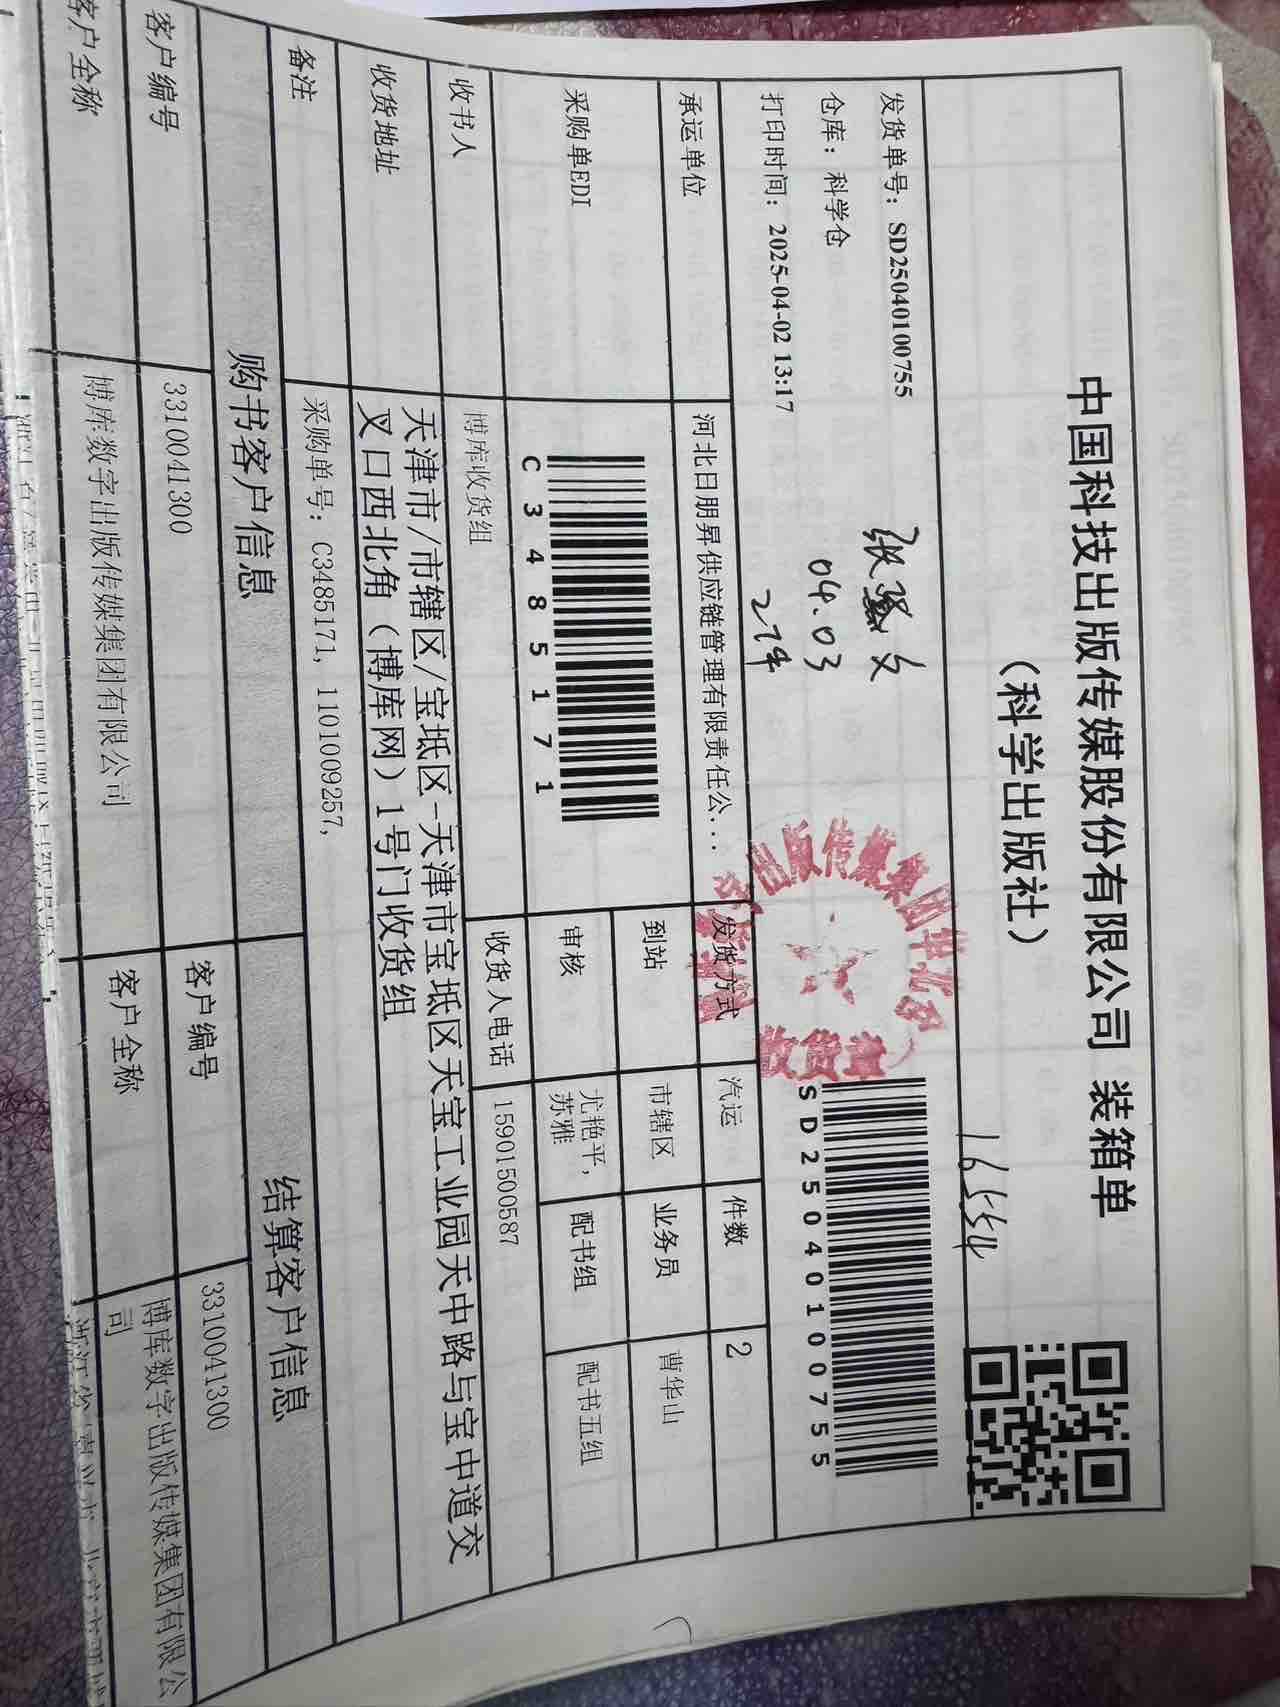 中国科技出版传媒股份有限公司 装箱单
（科学出版社）
发货单号：SD25040100755
仓库：科学仓
打印时间：2025-04-02 13:17
04.03
SD25040100755
收货章
承运单位 河北日朋昇供应链管理有限责任公... 发货方式 汽运 件数 2
采购单EDI
C3485171
到站 市辖区 业务员 曹华山
审核 尤艳平, 苏雅 配书组 配书五组
收书人 博库收货组 收货人电话 15901500587
收货地址 天津市/市辖区/宝坻区-天津市宝坻区天宝工业园天中路与宝中道交
叉口西北角（博库网）1号门收货组
备注 采购单号：C3485171, 1101009257,
购书客户信息 结算客户信息
客户编号 3310041300 客户编号 3310041300
客户全称 博库数字出版传媒集团有限公司 客户全称 博库数字出版传媒集团有限公
司